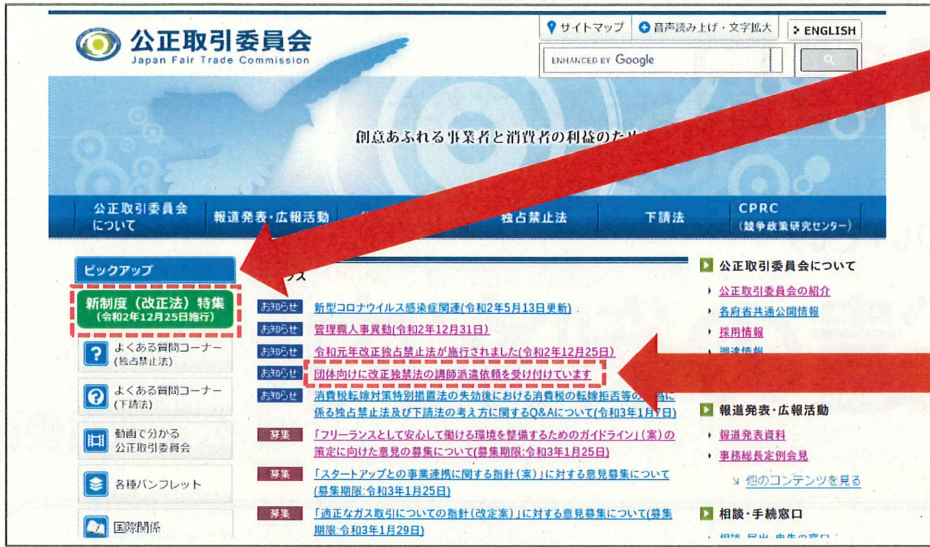 公正取引委員会
Japan Fair Trade Commission
サイトマップ
音声読み上げ・文字拡大
ENGLISH
ENHANCED BY Google
創意あふれる事業者と消費者の利益のた
公正取引委員会
について
報道発表・広報活動
独占禁止法
下請法
CPRC
(競争政策研究センター)
ピックアップ
新制度（改正法）特集
(令和2年12月25日施行)
よくある質問コーナー
(独占禁止法)
よくある質問コーナー
(下請法)
動画で分かる
公正取引委員会
各種パンフレット
国際関係
ス
お知らせ 新型コロナウイルス感染症関連(令和2年5月13日更新)
お知らせ 管理職人事異動(令和2年12月31日)
お知らせ 令和元年改正独占禁止法が施行されました(令和2年12月25日)
お知らせ 団体向けに改正独禁法の講師派遣依頼を受け付けています
お知らせ 消費税転嫁対策特別措置法の失効後における消費税の転嫁拒否等の
係る独占禁止法及び下請法の考え方に関するQ&Aについて(令和3年1月7日)
募集 「フリーランスとして安心して働ける環境を整備するためのガイドライン」(案)の
策定に向けた意見の募集について(募集期限:令和3年1月25日)
募集 「スタートアップとの事業連携に関する指針(案)」に対する意見募集について
(募集期限:令和3年1月25日)
募集 「適正なガス取引についての指針(改定案)」に対する意見募集について(募集
期限:令和3年1月29日)
公正取引委員会について
公正取引委員会の紹介
各府省共通公開情報
採用情報
調達情報
報道発表・広報活動
報道発表資料
事務総長定例会見
他のコンテンツを見る
相談・手続窓口
相談・届出・申告の窓口